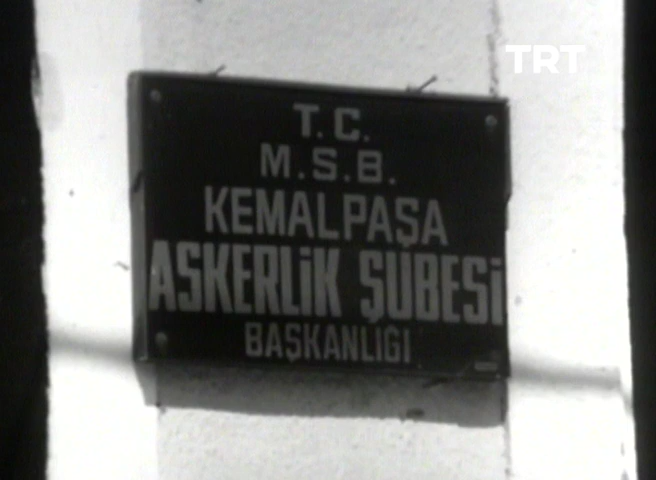 TRT
T.C.
M.S.B.
KEMALPAŞA
ASKERLİK ŞUBESİ
BAŞKANLIĞI